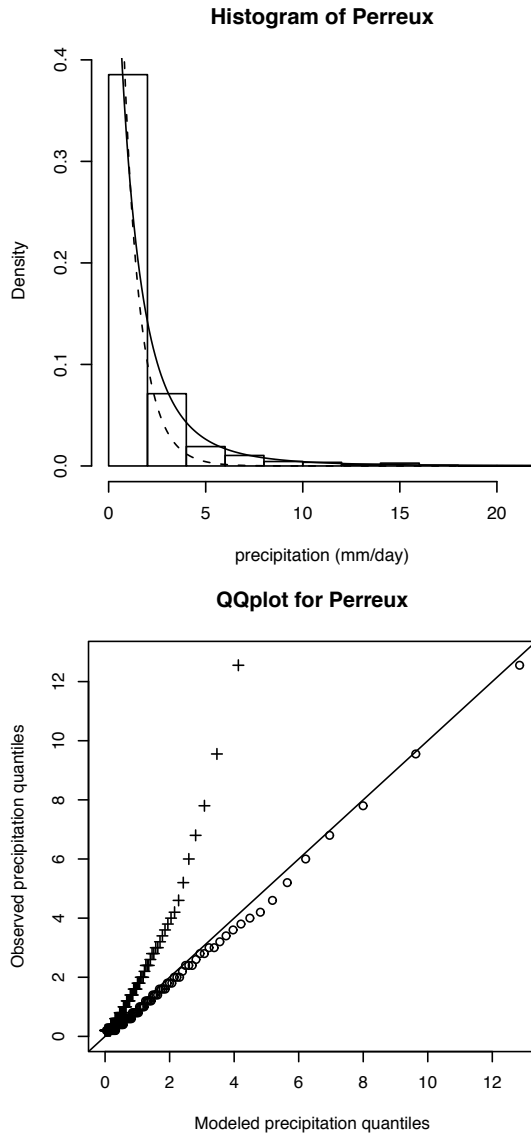 Histogram of Perreux
Density
0.4
0.3
0.2
0.1
0.0
0 5 10 15 20
precipitation (mm/day)
QQplot for Perreux
Observed precipitation quantiles
12
10
8
6
4
2
0
0 2 4 6 8 10 12
Modeled precipitation quantiles